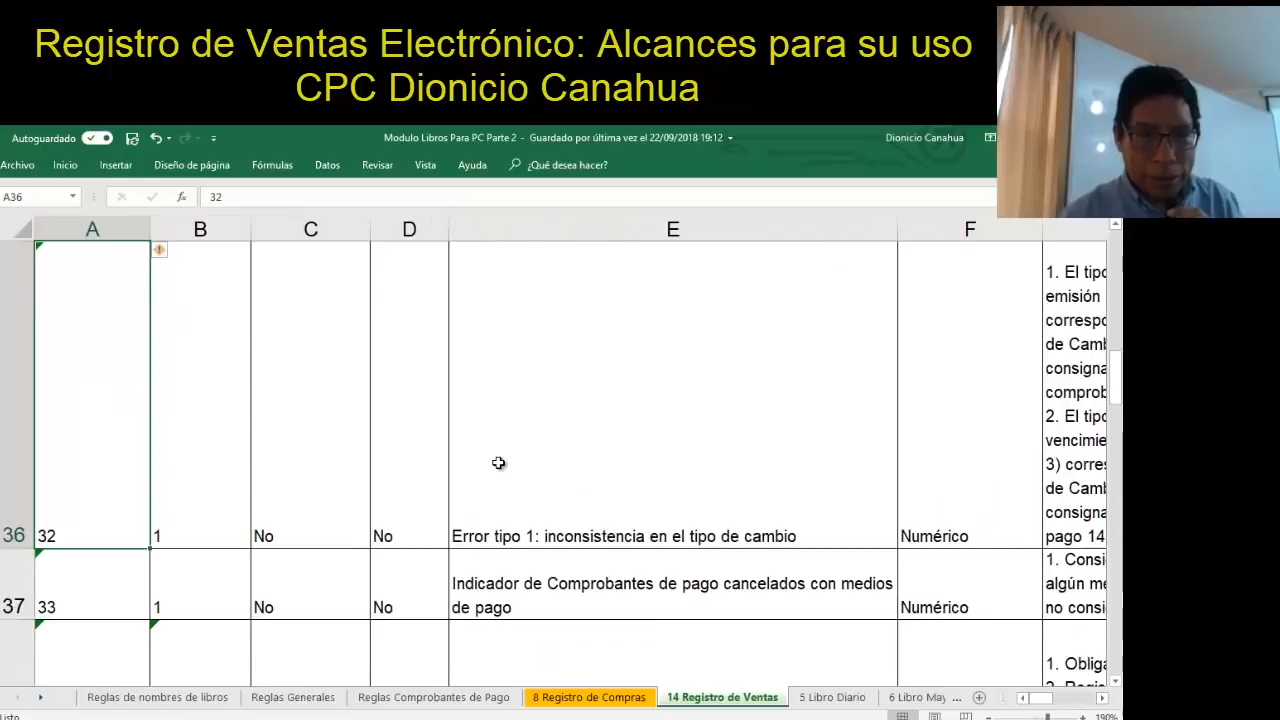 Registro de Ventas Electrónico: Alcances para su uso
CPC Dionicio Canahua
Autoguardado
Modulo Libros Para PC Parte 2 - Guardado por última vez el 22/09/2018 19:12
Dionicio Canahua
Archivo Inicio Insertar Diseño de página Fórmulas Datos Revisar Vista Ayuda ¿Qué desea hacer?
A36 fx 32
A B C D E F
1. El tipo
emisión
correspo
de Camb
consigna
comprob
2. El tipo
vencimie
3) corres
de Camb
consigna
36 32 1 No No Error tipo 1: inconsistencia en el tipo de cambio Numérico pago 14
1. Consi
Indicador de Comprobantes de pago cancelados con medios algún me
37 33 1 No No de pago Numérico no consi
1. Obliga
Reglas de nombres de libros Reglas Generales Reglas Comprobantes de Pago 8 Registro de Compras 14 Registro de Ventas 5 Libro Diario 6 Libro May ...
Listo 190%